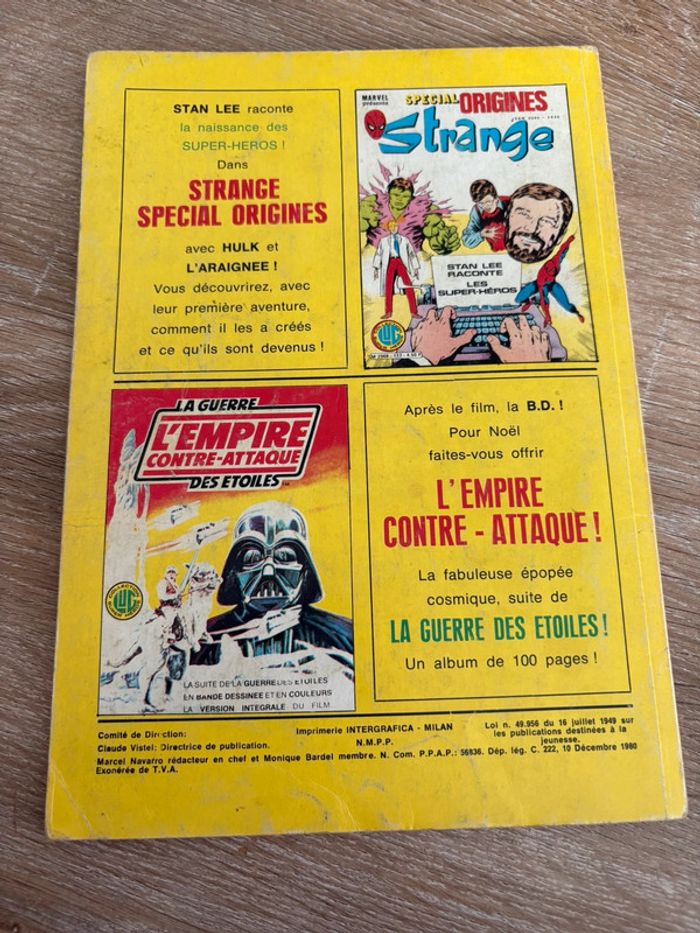 STAN LEE raconte
la naissance des
SUPER-HEROS !
Dans
STRANGE
SPECIAL ORIGINES
avec HULK et
L'ARAIGNEE !
Vous découvrirez, avec
leur première aventure,
comment il les a créés
et ce qu'ils sont devenus !
MARVEL
présente
SPECIAL ORIGINES
Strange
STAN LEE
RACONTE
LES
SUPER-HÉROS
LUG
LA GUERRE
L'EMPIRE
CONTRE-ATTAQUE
DES ETOILES
LUG
LA SUITE DE LA GUERRE DES ETOILES
EN BANDE DESSINEE ET EN COULEURS
LA VERSION INTEGRALE DU FILM
Après le film, la B.D. !
Pour Noël
faites-vous offrir
L'EMPIRE
CONTRE - ATTAQUE !
La fabuleuse épopée
cosmique, suite de
LA GUERRE DES ETOILES !
Un album de 100 pages !
Comité de Direction:
Claude Vistel: Directrice de publication.
Imprimerie INTERGRAFICA - MILAN
N.M.P.P.
Loi n. 49.956 du 16 juillet 1949 sur
les publications destinées à la
jeunesse.
Marcel Navarro rédacteur en chef et Monique Bardel membre. N. Com. P.P.A.P.: 56836. Dép. lég. C. 222, 10 Décembre 1980
Exonérée de T.V.A.